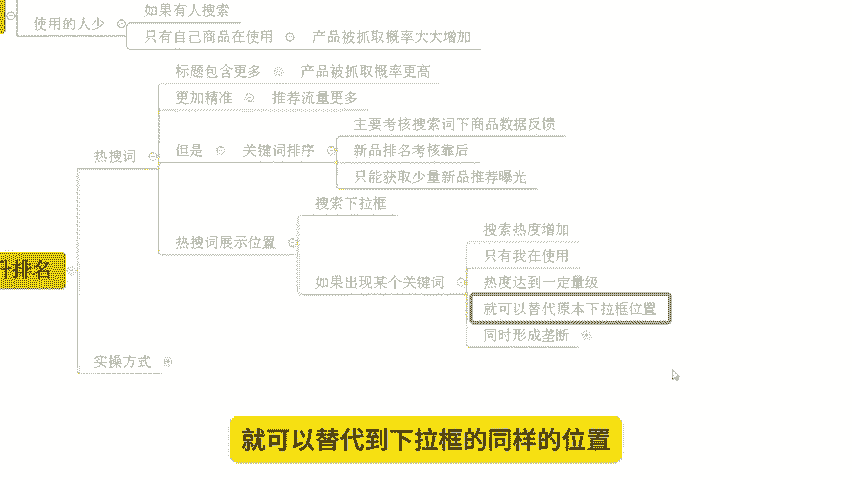 如果有人搜索
使用的人少
只有自己商品在使用 产品被抓取概率大大增加
标题包含更多 产品被抓取概率更高
更加精准 推荐流量更多
主要考核搜索词下商品数据反馈
热搜词
但是 关键词排序 新品排名考核靠后
只能获取少量新品推荐曝光
搜索下拉框
搜索热度增加
热搜词展示位置
只有我在使用
升排名
如果出现某个关键词 热度达到一定量级
就可以替代原本下拉框位置
同时形成垄断
实操方式
就可以替代到下拉框的同样的位置